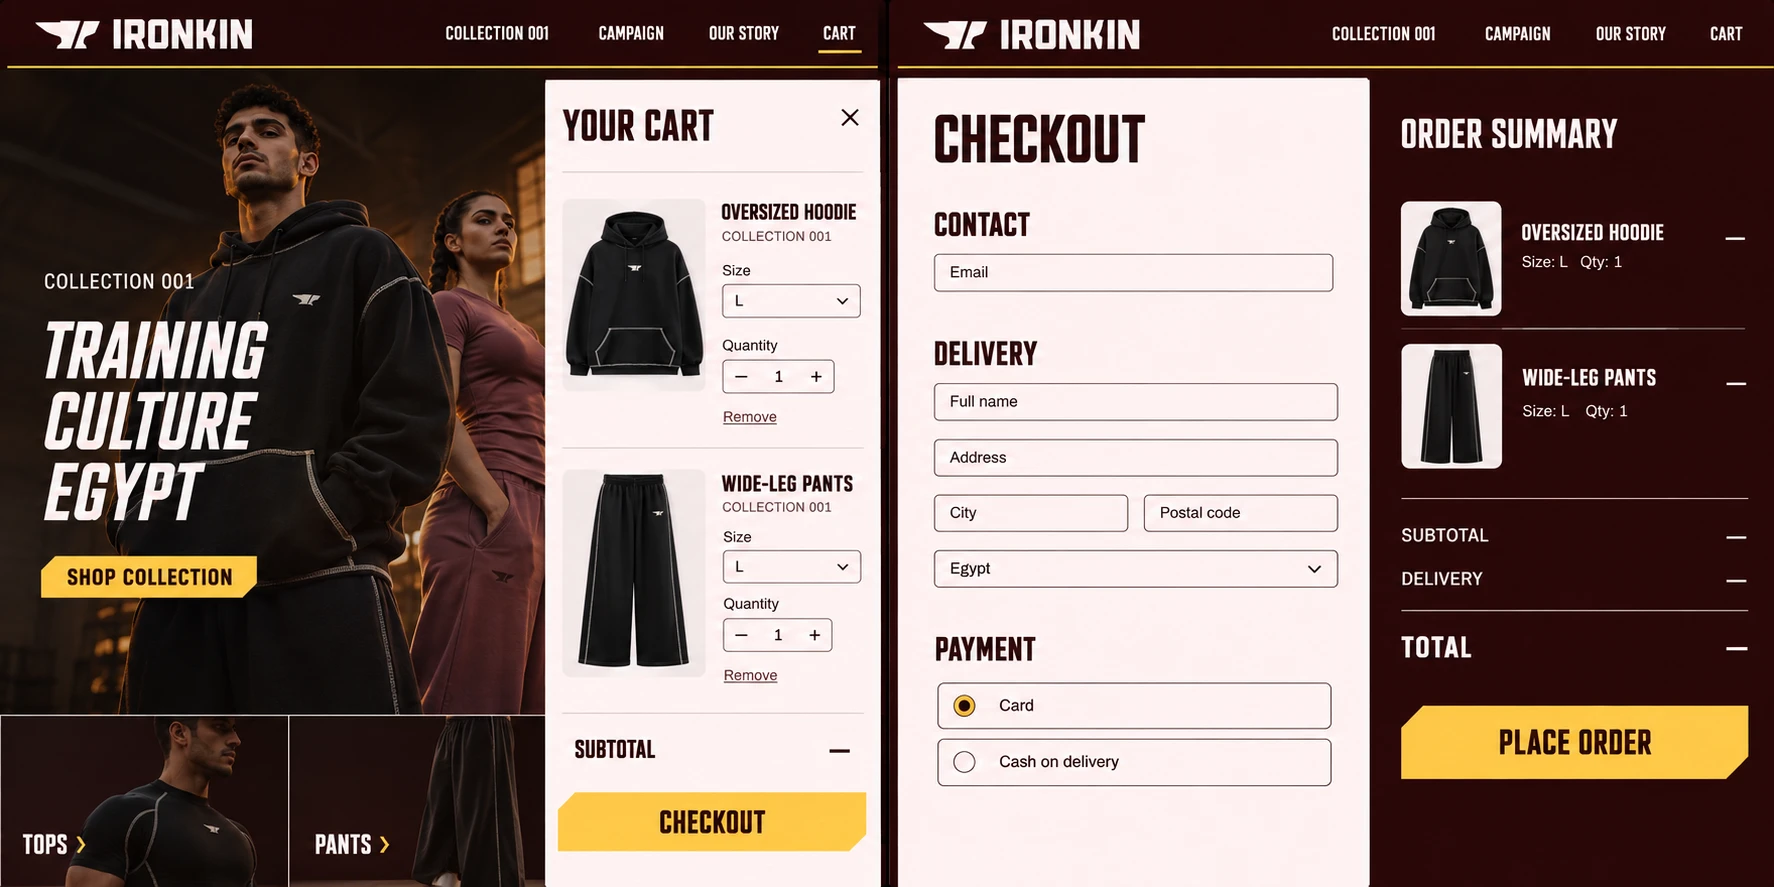 IRONKIN
COLLECTION 001
CAMPAIGN
OUR STORY
CART
COLLECTION 001
TRAINING
CULTURE
EGYPT
SHOP COLLECTION
TOPS
PANTS
YOUR CART
OVERSIZED HOODIE
COLLECTION 001
Size
L
Quantity
— 1 +
Remove
WIDE-LEG PANTS
COLLECTION 001
Size
L
Quantity
— 1 +
Remove
SUBTOTAL —
CHECKOUT
IRONKIN
COLLECTION 001
CAMPAIGN
OUR STORY
CART
CHECKOUT
CONTACT
Email
DELIVERY
Full name
Address
City
Postal code
Egypt
PAYMENT
Card
Cash on delivery
ORDER SUMMARY
OVERSIZED HOODIE —
Size: L Qty: 1
WIDE-LEG PANTS —
Size: L Qty: 1
SUBTOTAL —
DELIVERY —
TOTAL —
PLACE ORDER